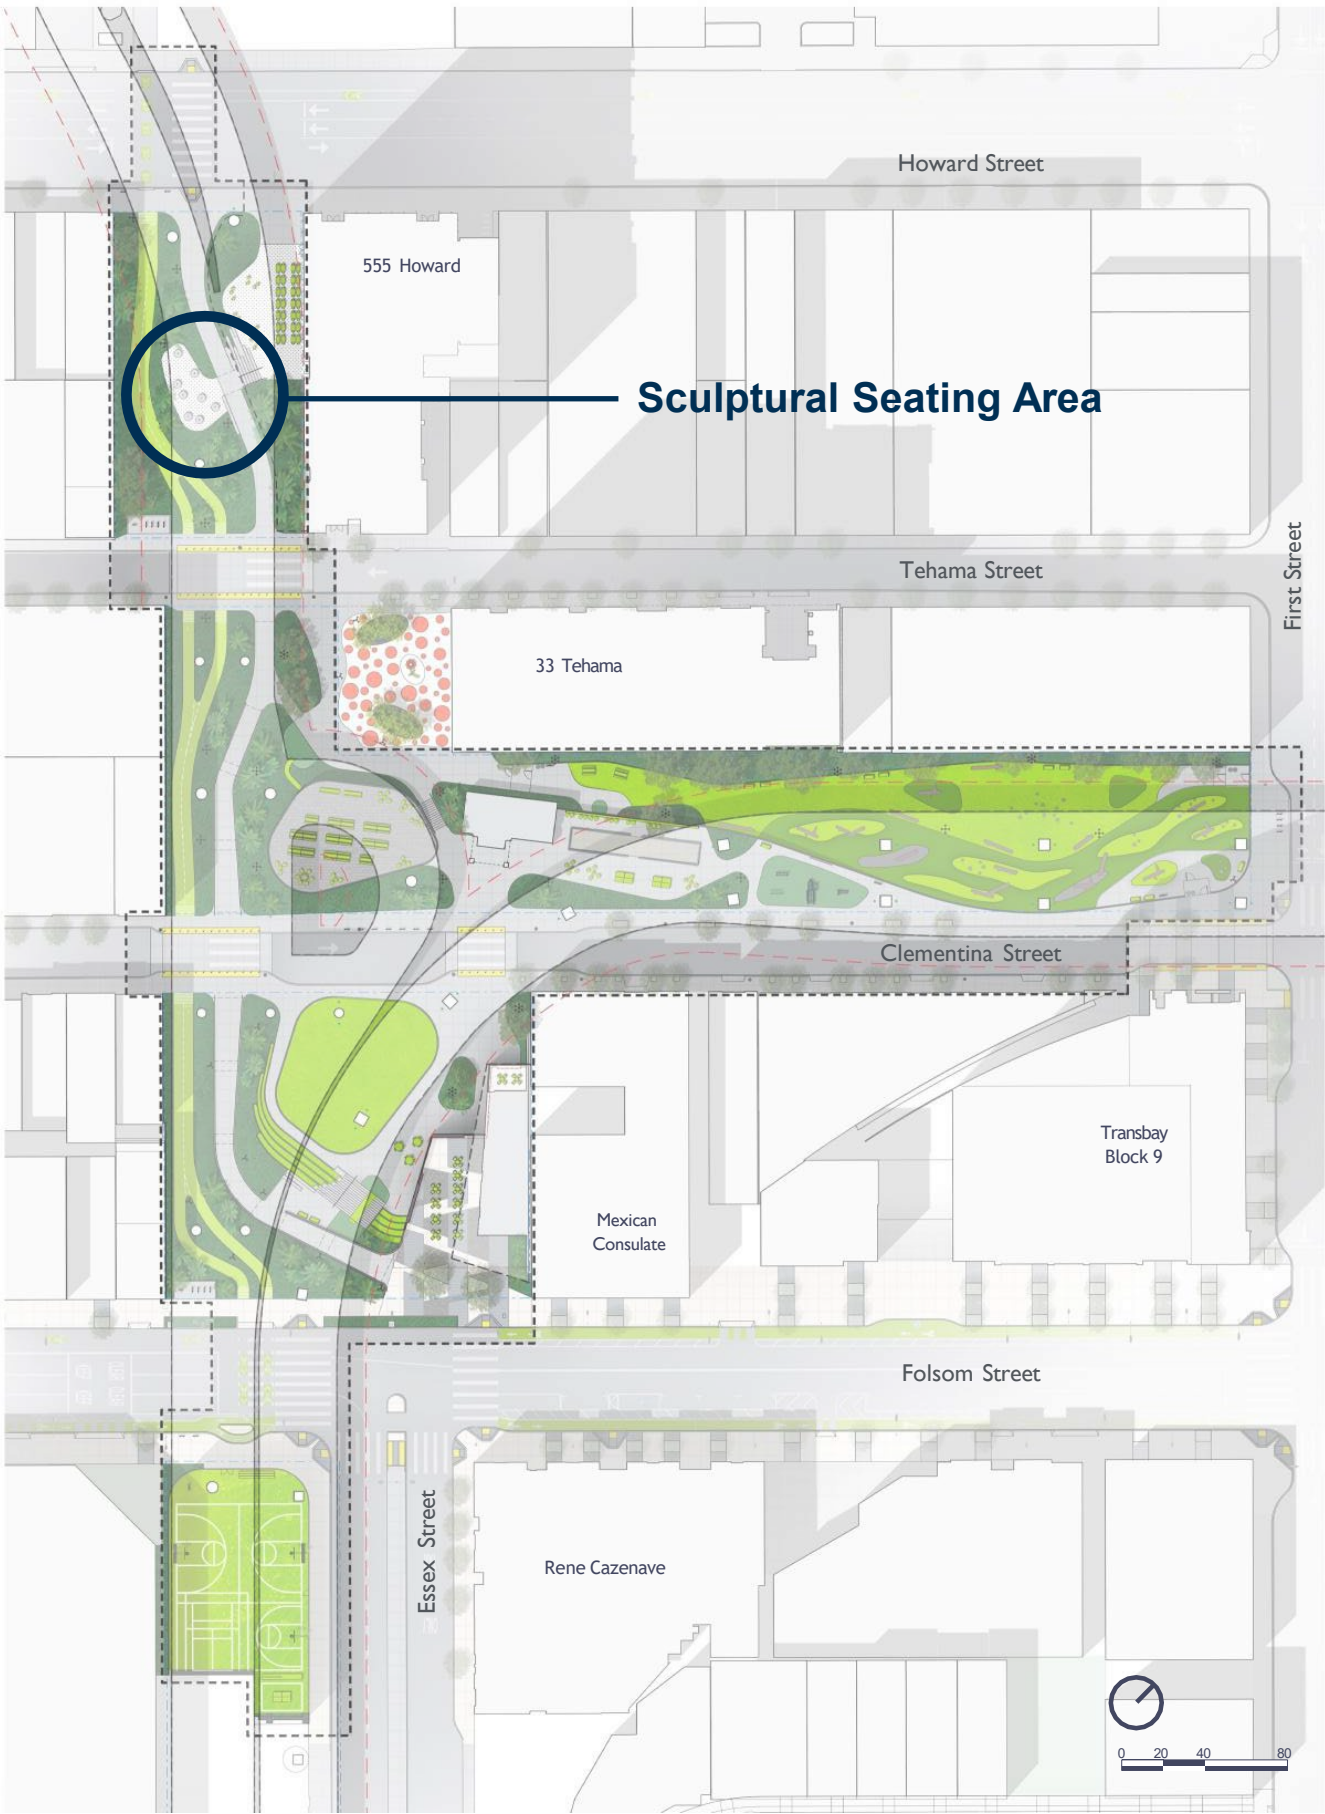 Howard Street
555 Howard
Sculptural Seating Area
Tehama Street
First Street
33 Tehama
Clementina Street
Transbay
Block 9
Mexican
Consulate
Folsom Street
Essex Street
Rene Cazenave
0 20 40 80